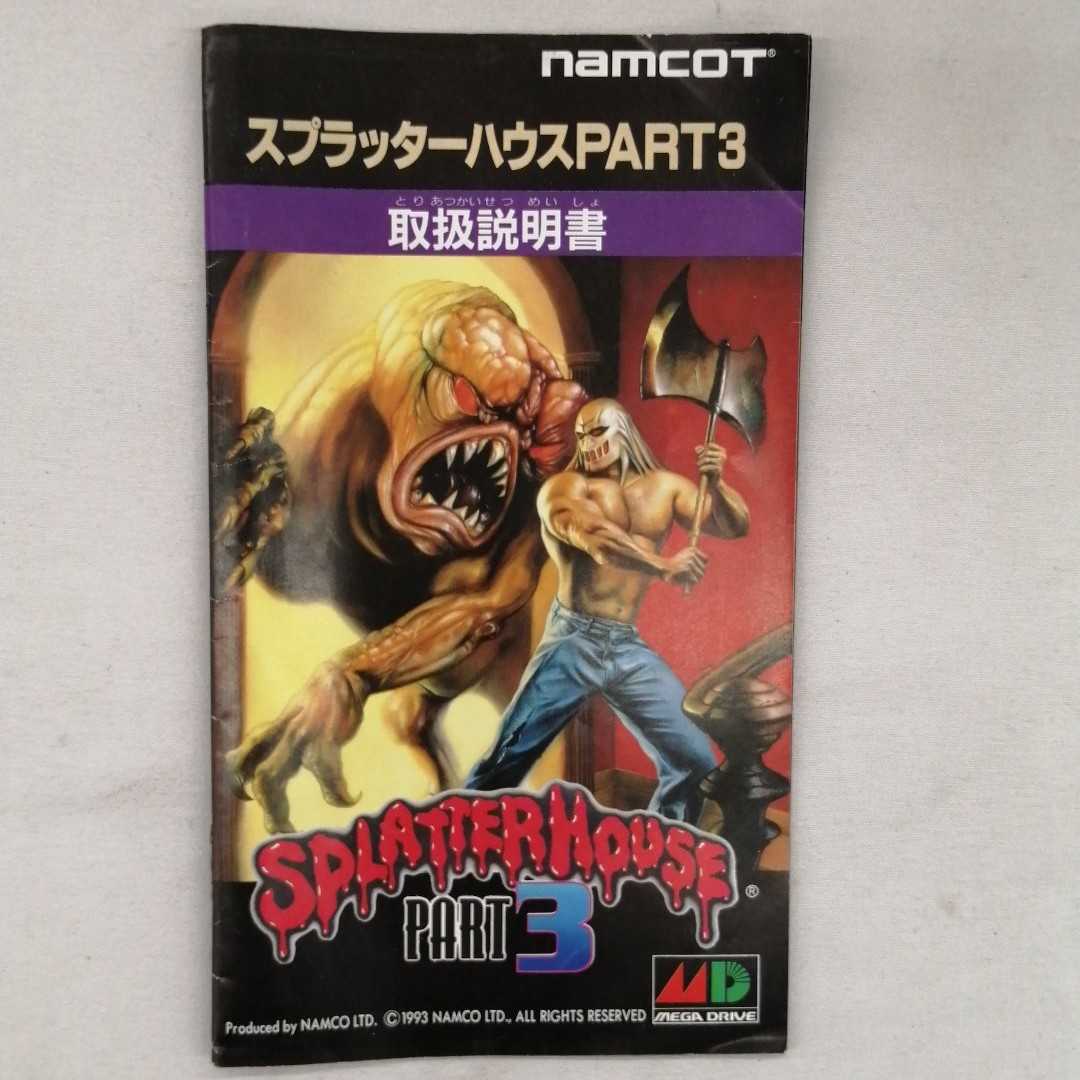 namcot®
スプラッターハウスPART3
とりあつかいせつめいしょ
取扱説明書
SPLATTERHOUSE®
PART 3
MD
MEGA DRIVE
Produced by NAMCO LTD. ©1993 NAMCO LTD., ALL RIGHTS RESERVED